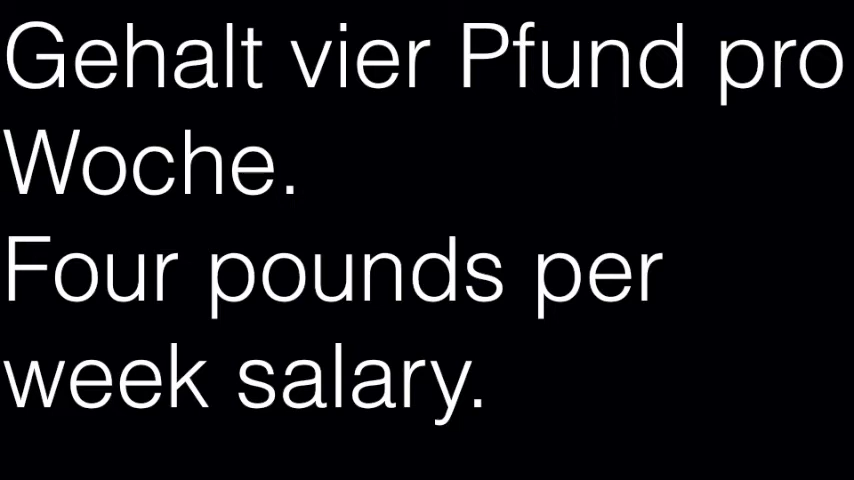 Gehalt vier Pfund pro
Woche.
Four pounds per
week salary.